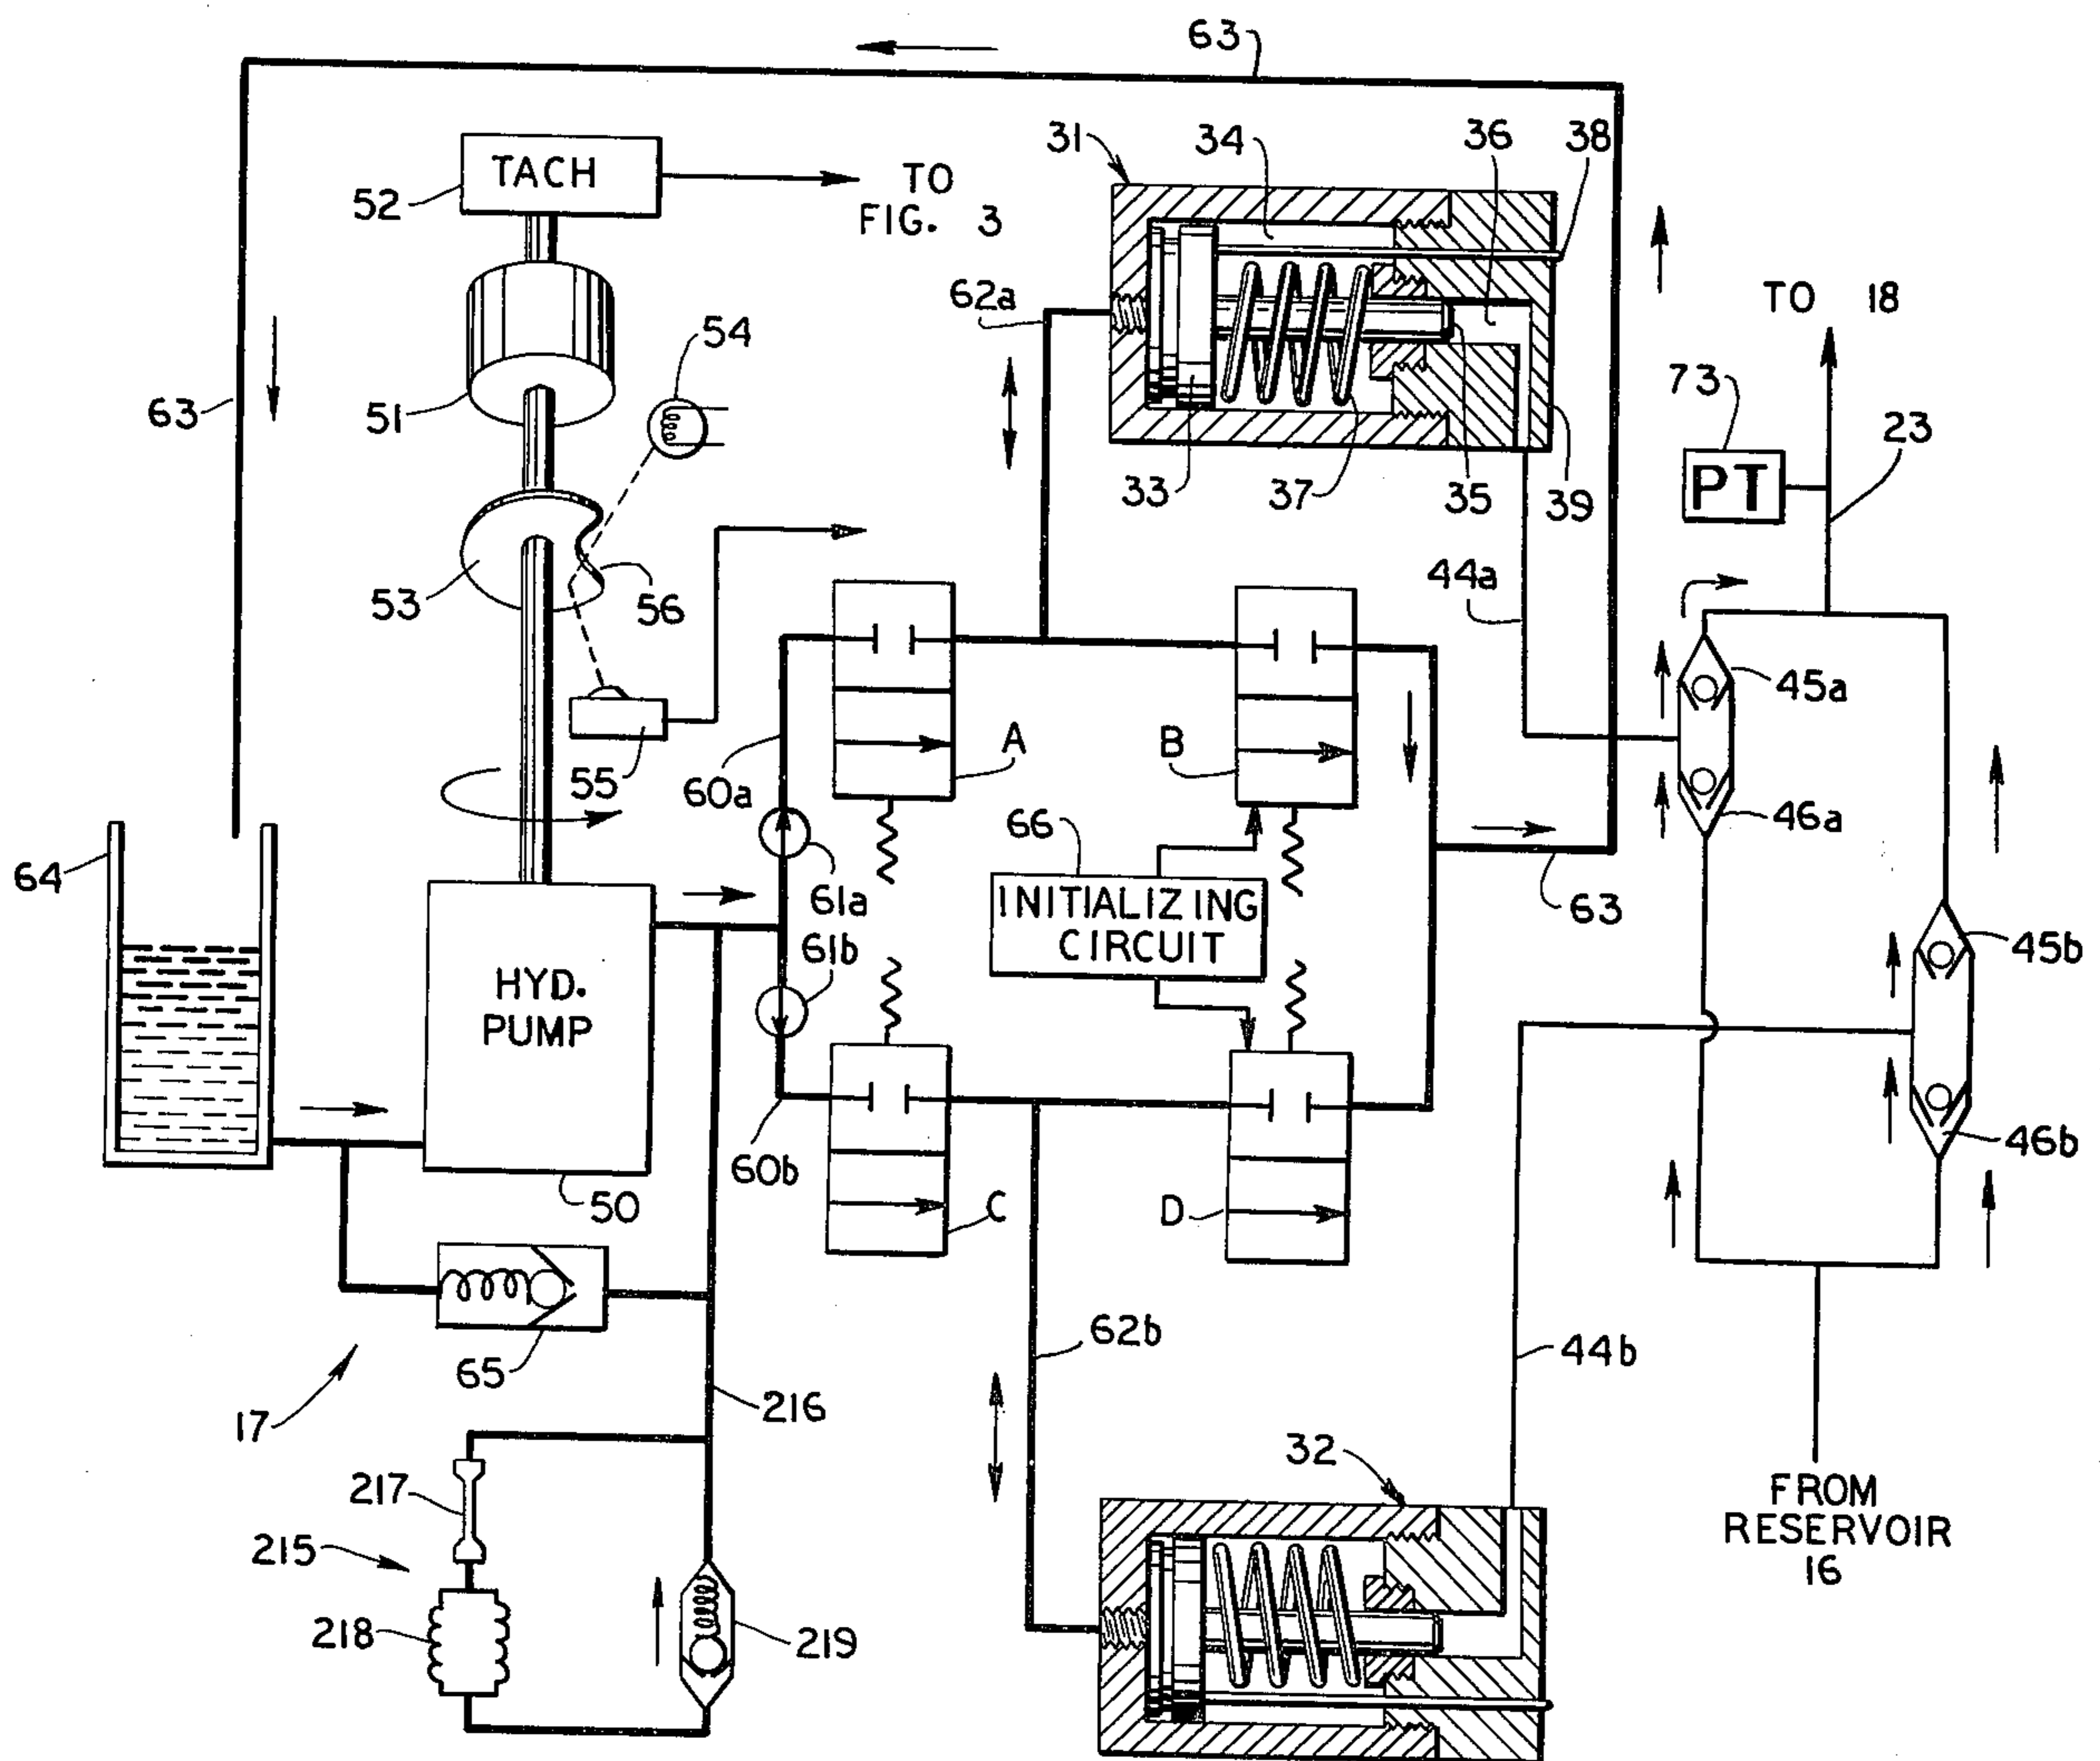 63
31
34
36
38
TACH
52
TO
FIG. 3
62a
TO 18
54
73
51
63
23
PT
33
37
35
39
53
56
44a
45a
55
60a
A
B
66
46a
64
61a
INITIALIZING
CIRCUIT
63
61b
45b
HYD.
PUMP
60b
46b
50
C
D
62b
44b
65
216
17
32
217
FROM
RESERVOIR
16
215
218
219